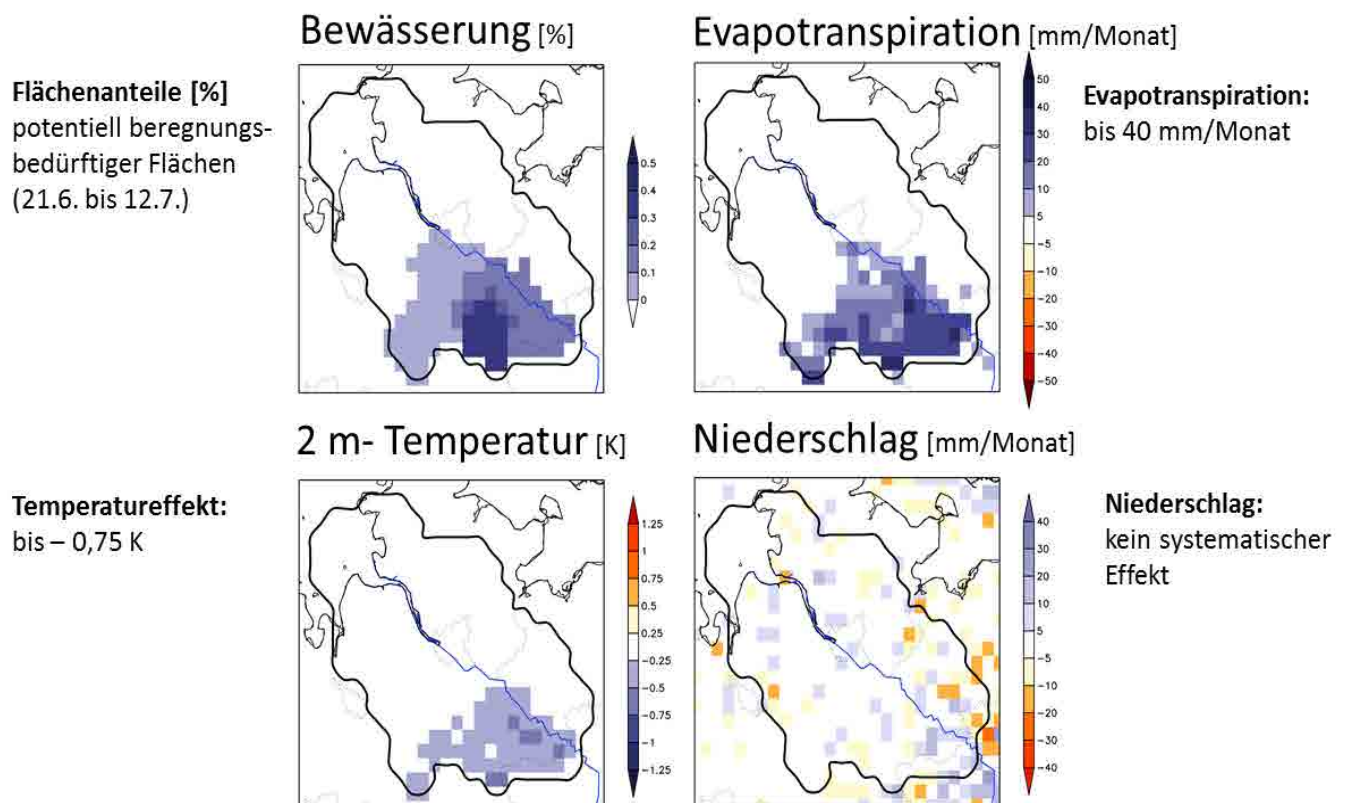 Bewässerung [%]
Evapotranspiration [mm/Monat]
Flächenanteile [%]
potentiell beregnungs-
bedürftiger Flächen
(21.6. bis 12.7.)
0.5
0.4
0.3
0.2
0.1
0
50
40
30
20
10
5
−5
−10
−20
−30
−40
−50
Evapotranspiration:
bis 40 mm/Monat
2 m- Temperatur [K]
Niederschlag [mm/Monat]
Temperatureffekt:
bis – 0,75 K
1.25
1
0.75
0.5
0.25
−0.25
−0.5
−0.75
−1
−1.25
40
30
20
10
5
−5
−10
−20
−30
−40
Niederschlag:
kein systematischer
Effekt